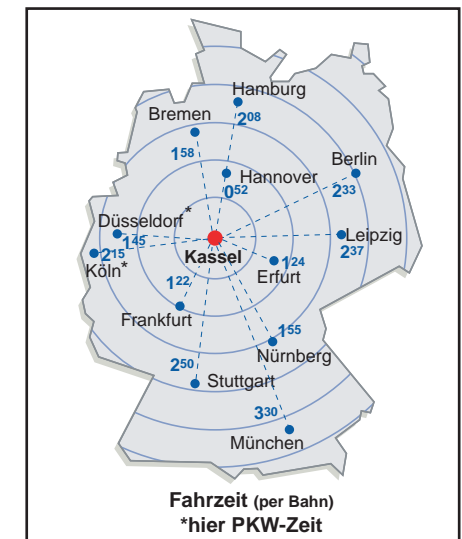 Hamburg
2⁰⁸
Bremen
1⁵⁸
Berlin
2³³
Hannover
0⁵²
Düsseldorf*
1⁴⁵
Leipzig
2³⁷
2¹⁵
Köln*
Kassel
1²⁴
Erfurt
1²²
Frankfurt
1⁵⁵
Nürnberg
2⁵⁰
Stuttgart
3³⁰
München
Fahrzeit (per Bahn)
*hier PKW-Zeit